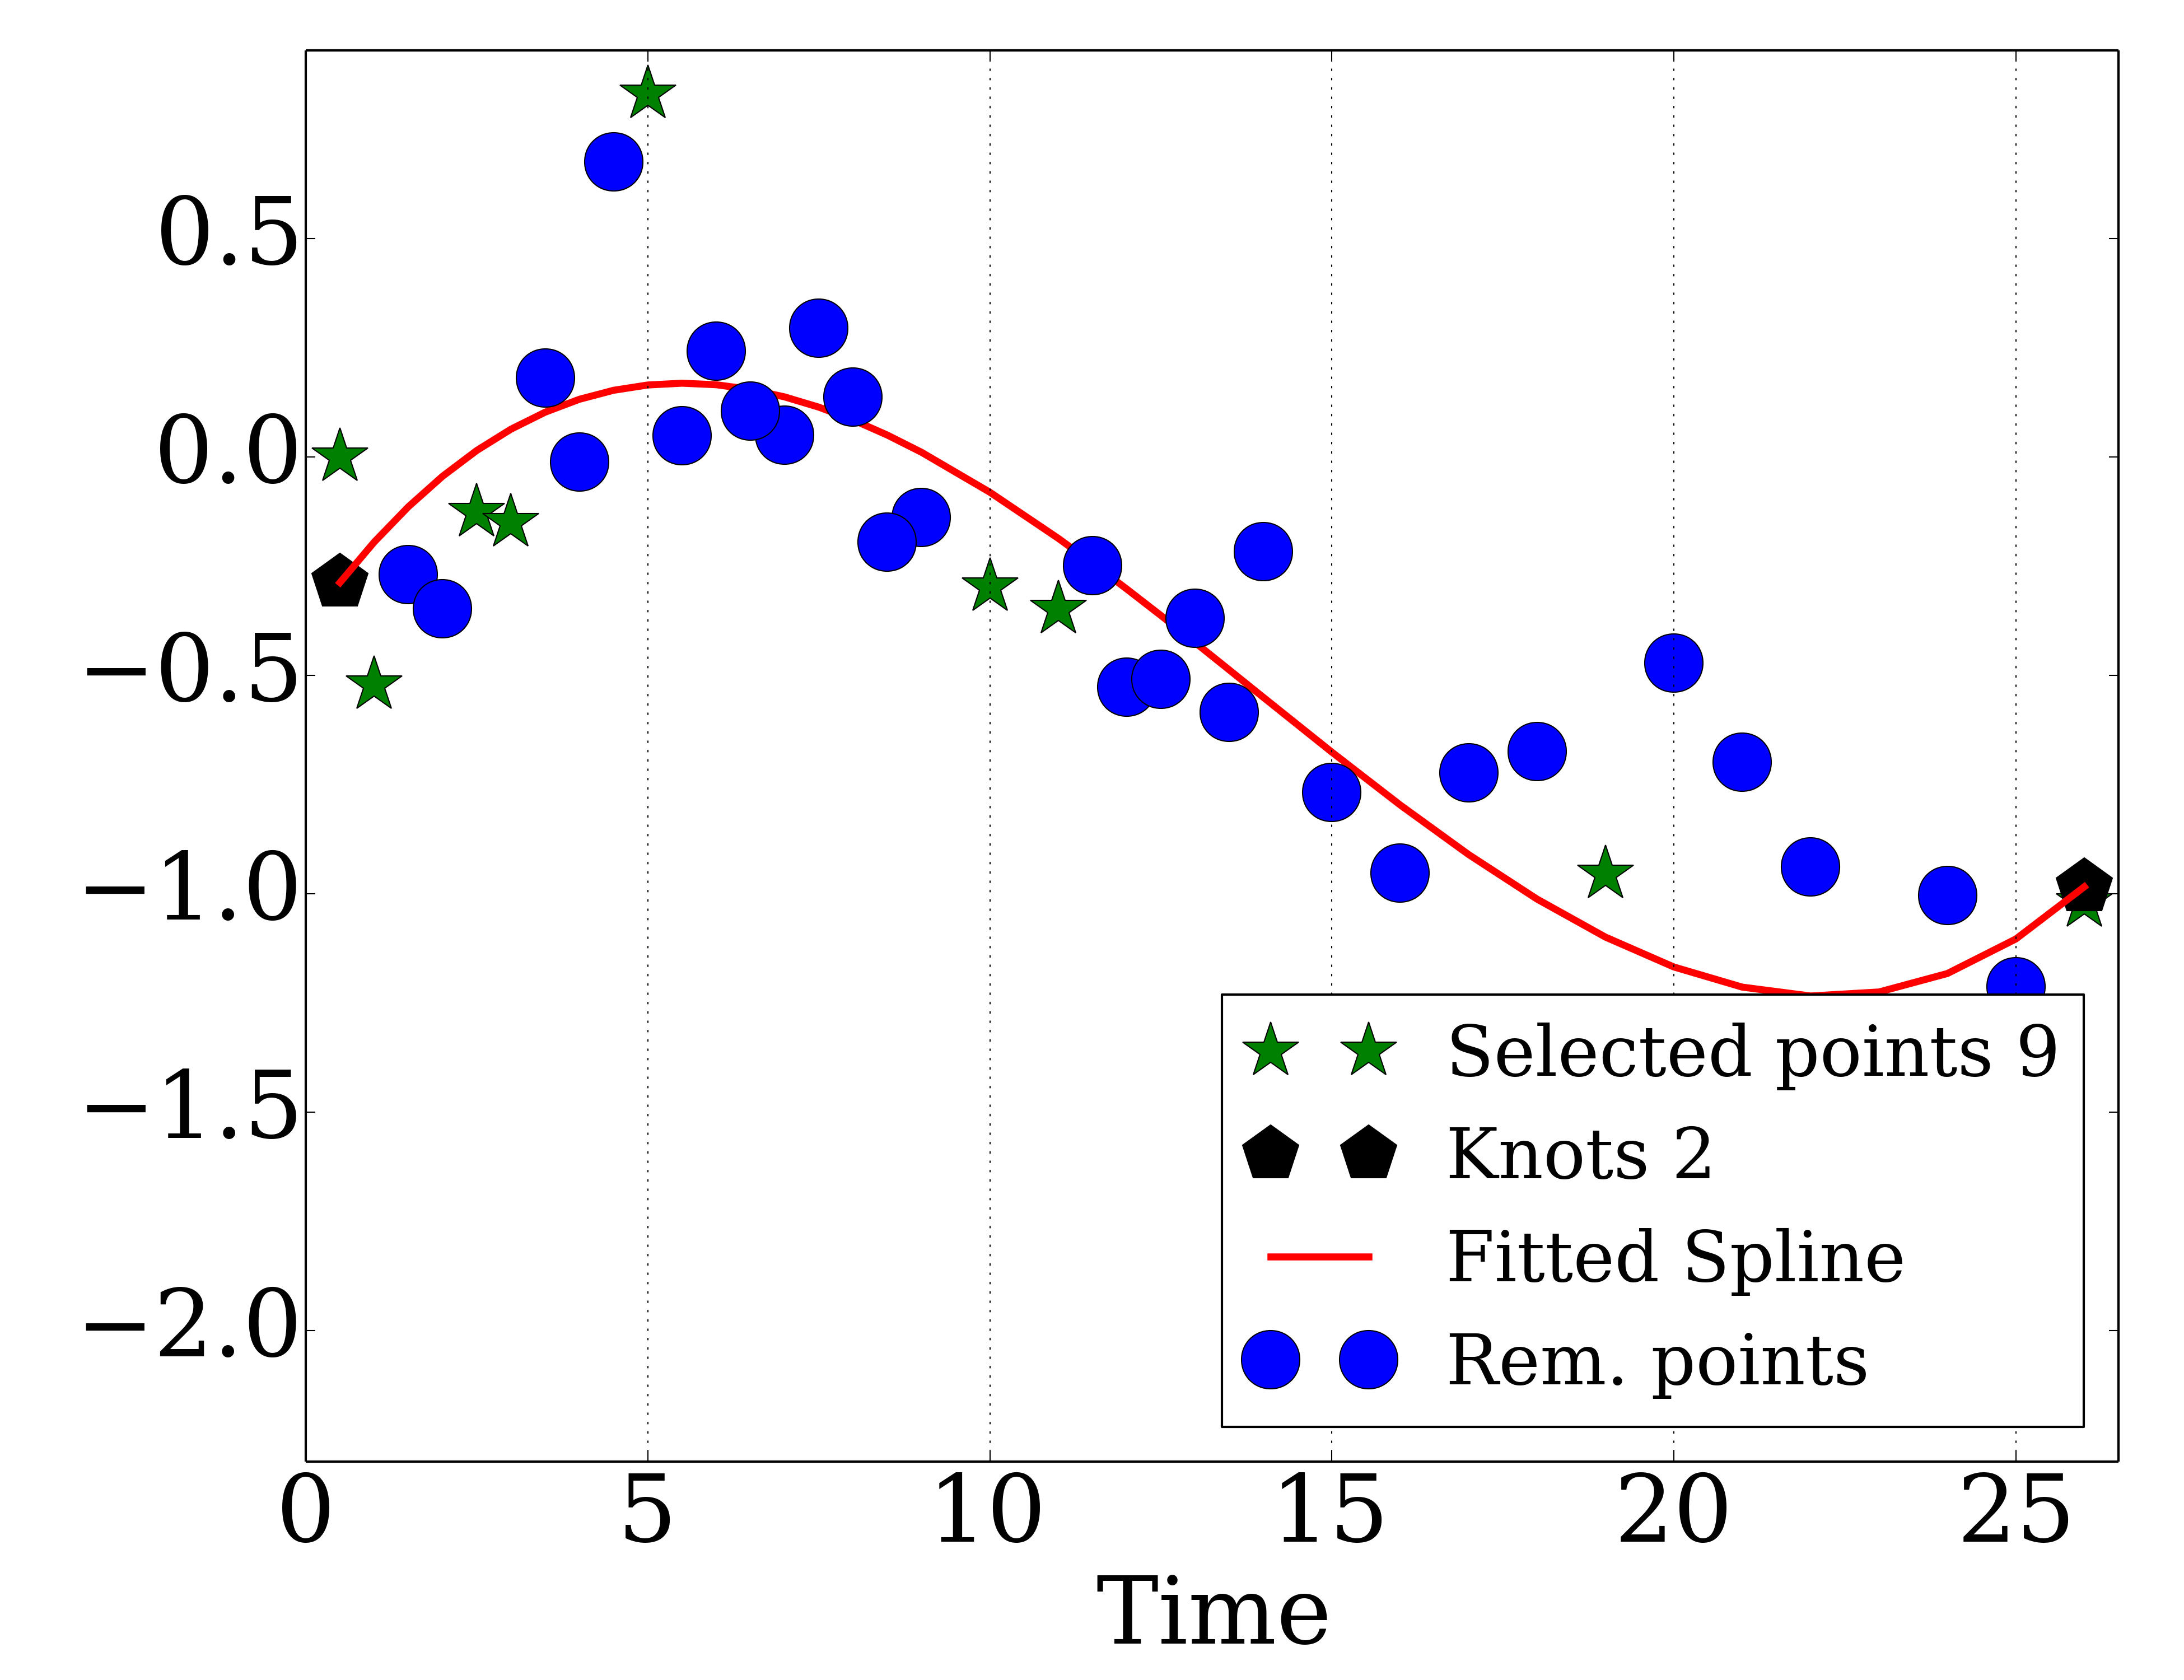 0.5
0.0
−0.5
−1.0
−1.5
−2.0
Selected points 9
Knots 2
Fitted Spline
Rem. points
0 5 10 15 20 25
Time